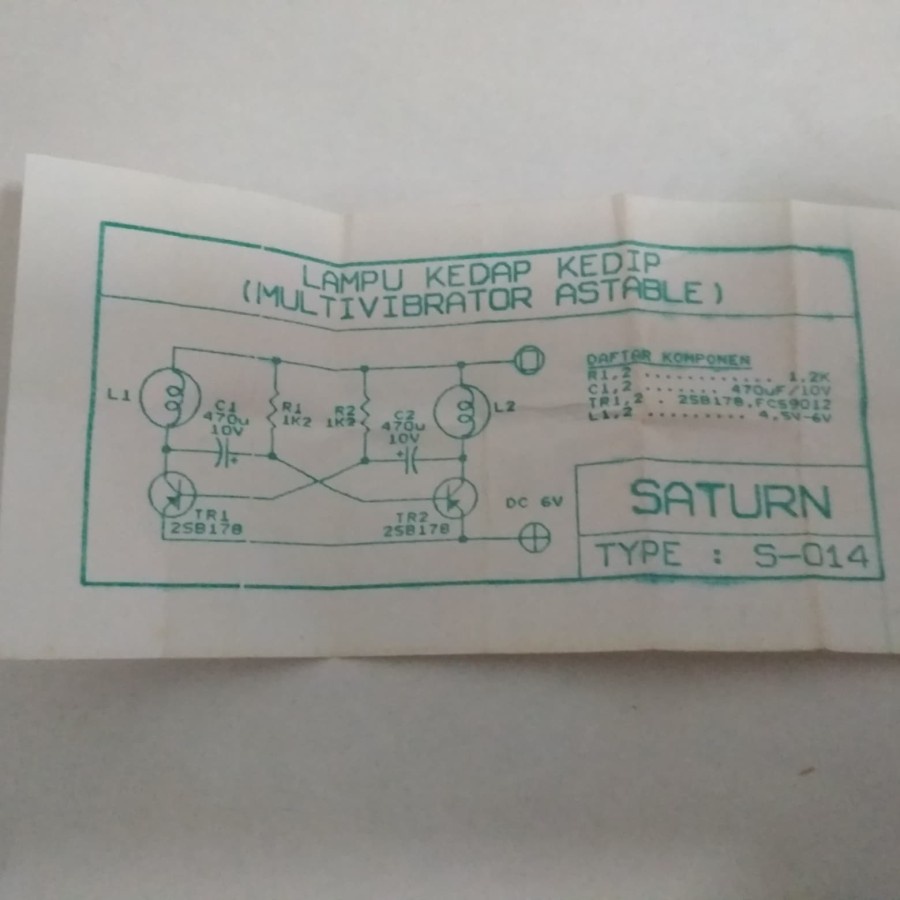 LAMPU KEDAP KEDIP
(MULTIVIBRATOR ASTABLE)
DAFTAR KOMPONEN
R1,2 ............ 1.2K
C1,2 ....... 470uF/10V
TR1,2 . 2SB178,FCS9012
L1,2 ......... 4.5V-6V
L1
C1
470u
10V
R1
1K2
R2
1K2
C2
470u
10V
L2
TR1
2SB178
TR2
2SB178
DC 6V
SATURN
TYPE : S-014